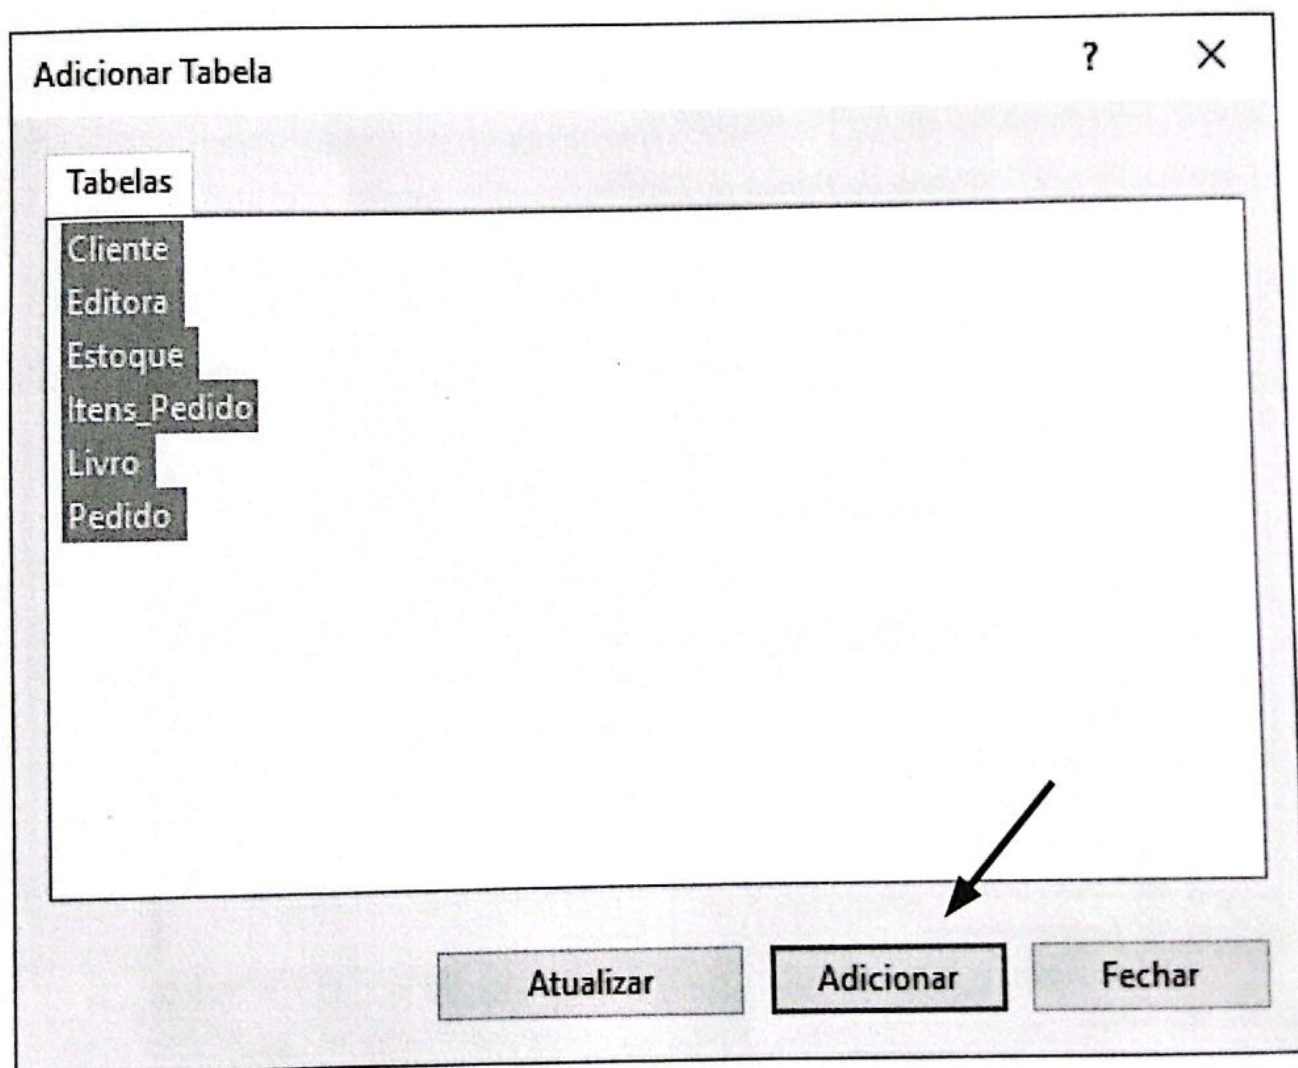 Adicionar Tabela ? X
Tabelas
Cliente
Editora
Estoque
Itens_Pedido
Livro
Pedido
Atualizar Adicionar Fechar